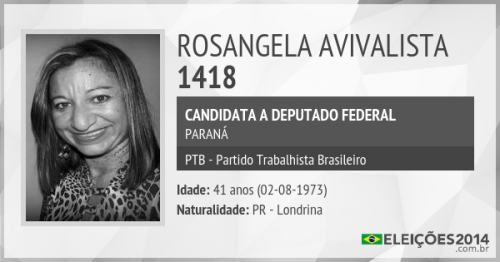 ROSANGELA AVIVALISTA
1418
CANDIDATA A DEPUTADO FEDERAL
PARANÁ
PTB - Partido Trabalhista Brasileiro
Idade: 41 anos (02-08-1973)
Naturalidade: PR - Londrina
ELEIÇÕES2014
.com.br